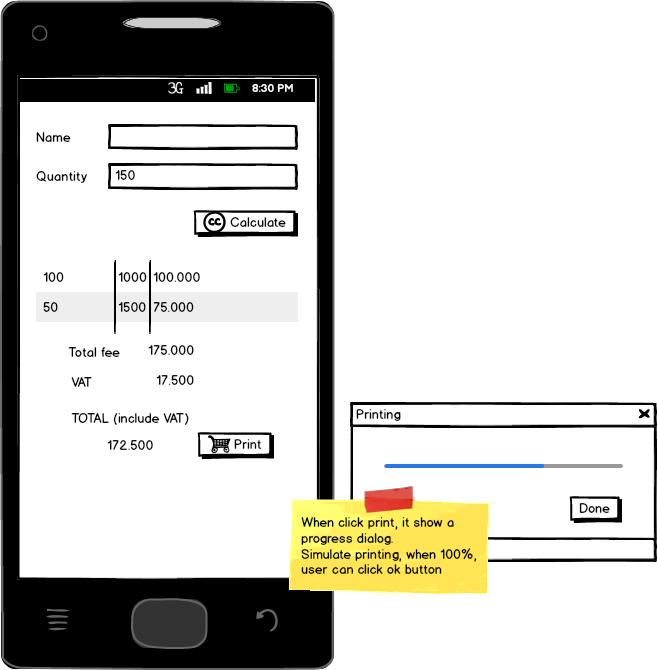 3G 8:30 PM
Name
Quantity 150
CC Calculate
100 1000 100.000
50 1500 75.000
Total fee 175.000
VAT 17.500
TOTAL (include VAT)
172.500 Print
Printing
Done
When click print, it show a
progress dialog.
Simulate printing, when 100%,
user can click ok button